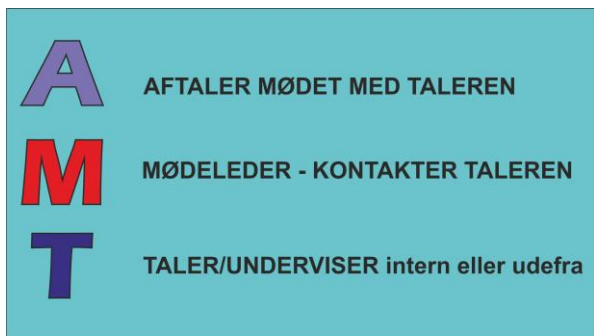 A AFTALER MØDET MED TALEREN
M MØDELEDER - KONTAKTER TALEREN
T TALER/UNDERVISER intern eller udefra